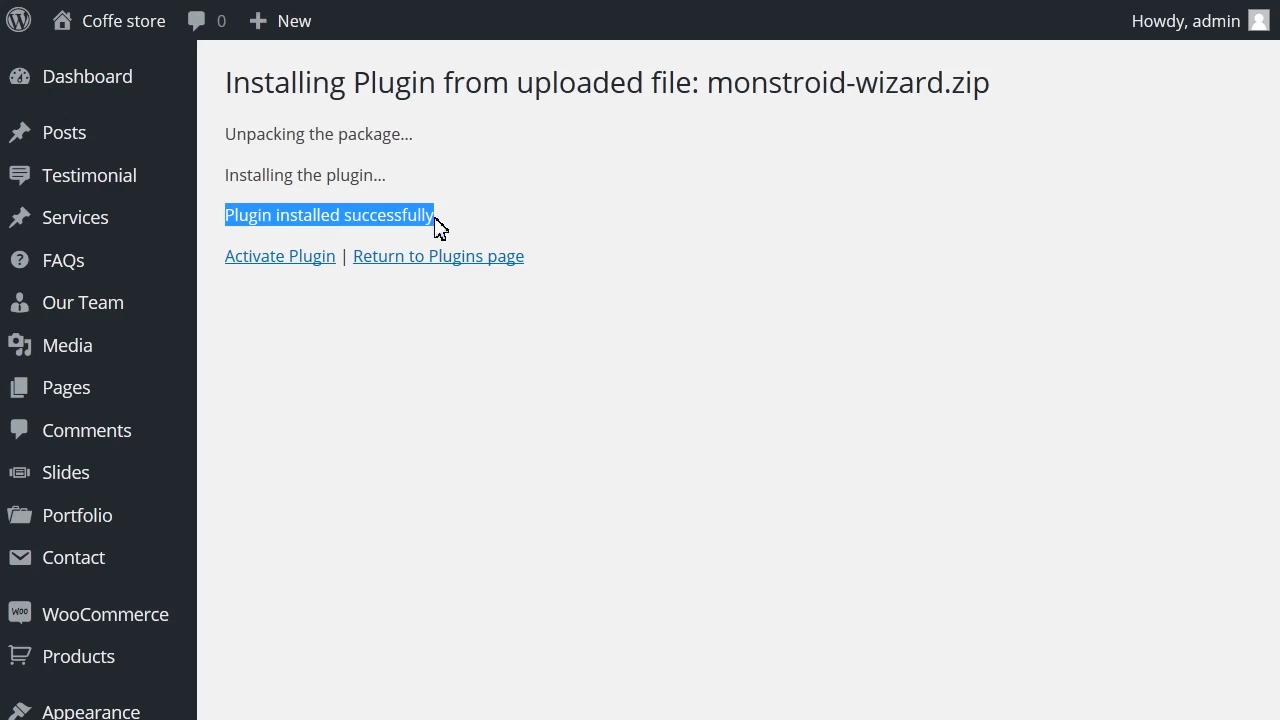 Coffe store 0 New Howdy, admin
Dashboard
Posts
Testimonial
Services
FAQs
Our Team
Media
Pages
Comments
Slides
Portfolio
Contact
Woo WooCommerce
Products
Appearance
Installing Plugin from uploaded file: monstroid-wizard.zip
Unpacking the package...
Installing the plugin...
Plugin installed successfully
Activate Plugin | Return to Plugins page